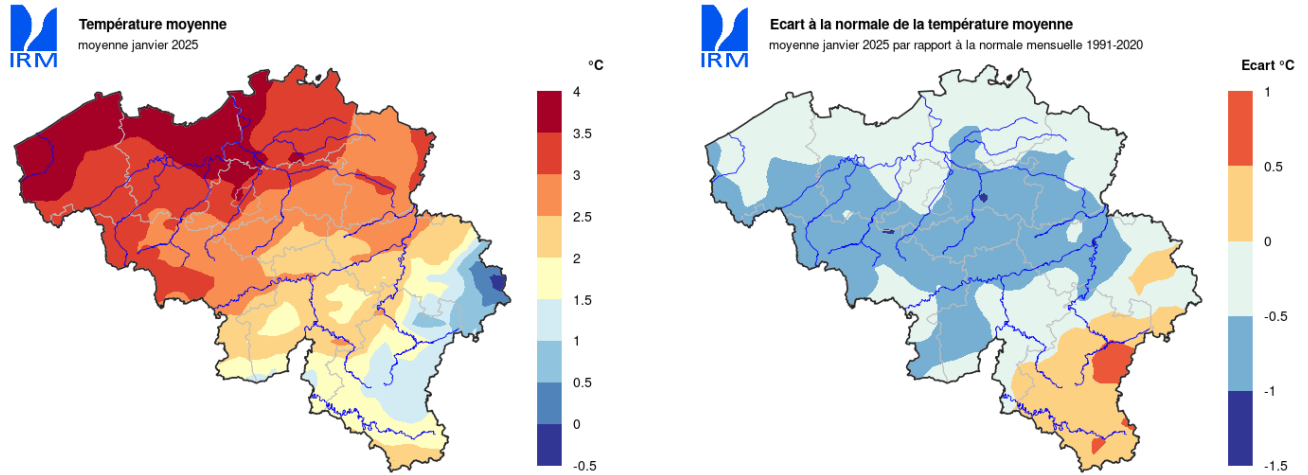 IRM
Température moyenne
moyenne janvier 2025
°C
4
3.5
3
2.5
2
1.5
1
0.5
0
-0.5
IRM
Ecart à la normale de la température moyenne
moyenne janvier 2025 par rapport à la normale mensuelle 1991-2020
Ecart °C
1
0.5
0
-0.5
-1
-1.5